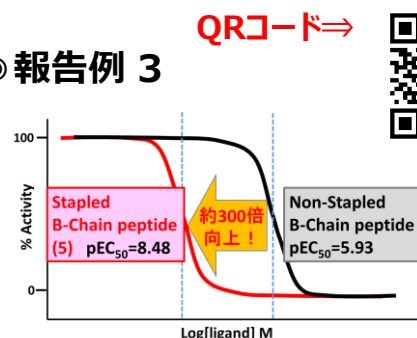 QRコード⇒
報告例 3
100
Stapled
B-Chain peptide
(5) pEC50=8.48
約300倍
向上！
Non-Stapled
B-Chain peptide
pEC50=5.93
% Activity
0
Log[ligand] M